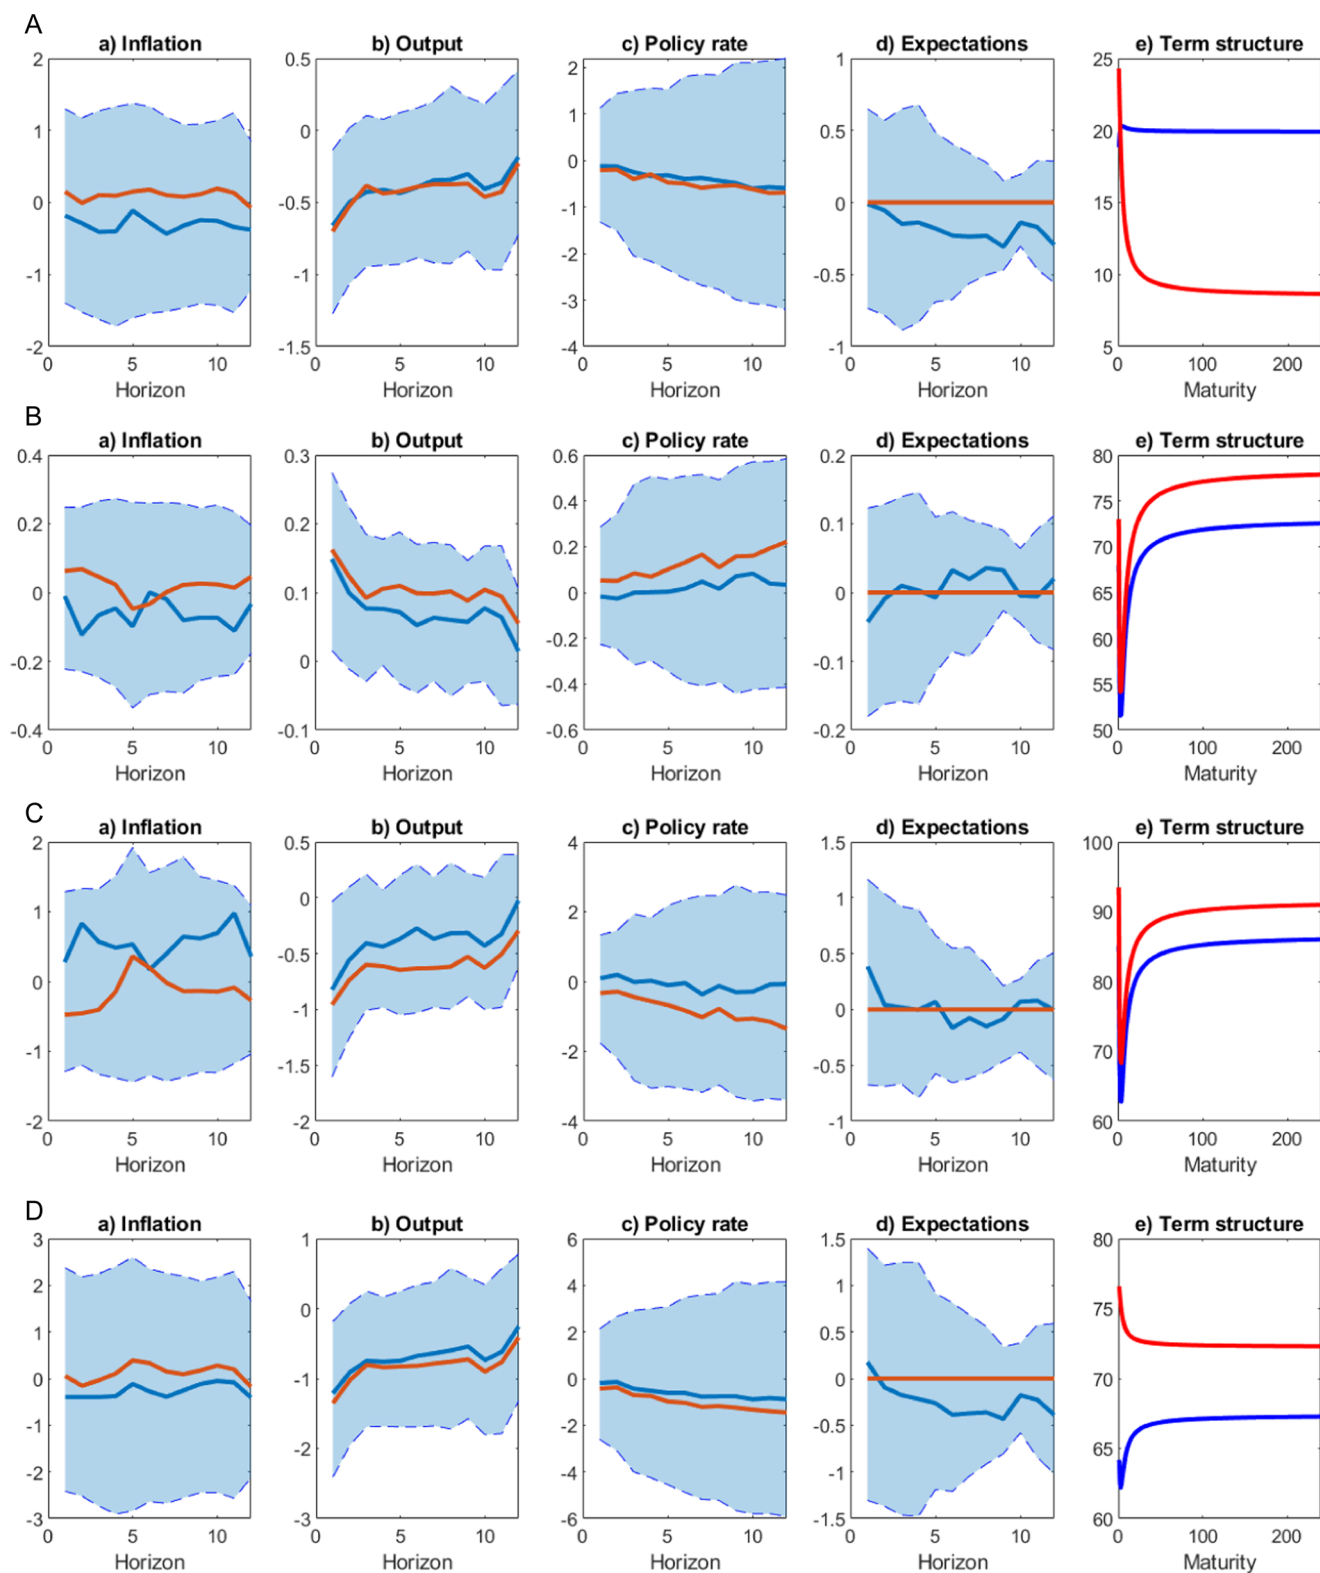 A
a) Inflation b) Output c) Policy rate d) Expectations e) Term structure
2 0.5 2 1 25
1 0 1 0.5 20
0 -0.5 0 0 15
-1 -1 -1 -0.5 10
-2 -1.5 -2 -1 5
-3
-4
0 5 10 0 5 10 0 5 10 0 5 10 0 100 200
Horizon Horizon Horizon Horizon Maturity
B
a) Inflation b) Output c) Policy rate d) Expectations e) Term structure
0.4 0.3 0.6 0.2 80
0.2 0.2 0.4 0.1 75
0 0.1 0.2 0 70
-0.2 0 0 -0.1 65
-0.4 -0.1 -0.2 -0.2 60
-0.4 55
-0.6 50
0 5 10 0 5 10 0 5 10 0 5 10 0 100 200
Horizon Horizon Horizon Horizon Maturity
C
a) Inflation b) Output c) Policy rate d) Expectations e) Term structure
2 0.5 4 1.5 100
1 0 2 1 90
0 -0.5 0 0.5 80
-1 -1 -2 0 70
-2 -1.5 -4 -0.5 60
-2 -1
0 5 10 0 5 10 0 5 10 0 5 10 0 100 200
Horizon Horizon Horizon Horizon Maturity
D
a) Inflation b) Output c) Policy rate d) Expectations e) Term structure
3 1 6 1.5 80
2 0 4 1 75
1 -1 2 0.5 70
0 -2 0 0 65
-1 -3 -2 -0.5 60
-2 -4 -1
-3 -6 -1.5
0 5 10 0 5 10 0 5 10 0 5 10 0 100 200
Horizon Horizon Horizon Horizon Maturity